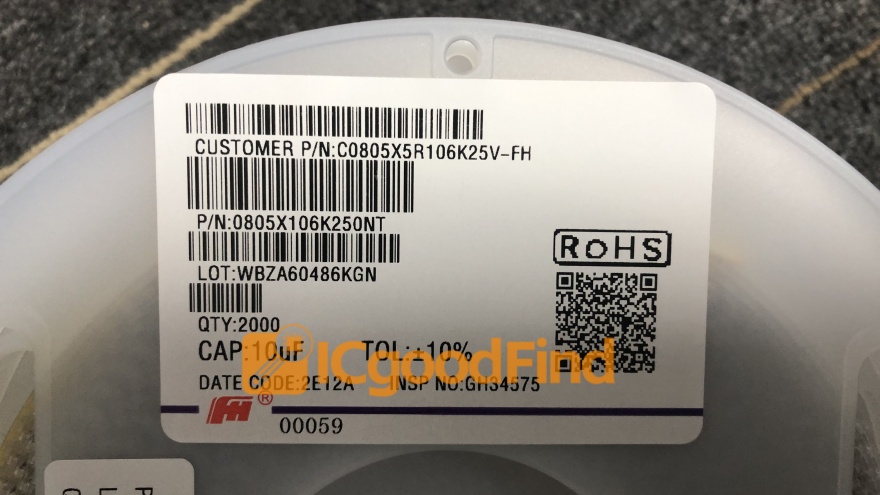 CUSTOMER P/N:C0805X5R106K25V-FH
P/N:0805X106K250NT
LOT:WBZA60486KGN
RoHS
QTY:2000
CAP:10uF TOL:±10%
ICgoodFind
DATE CODE:2E12A INSP NO:GH34575
FH®
00059